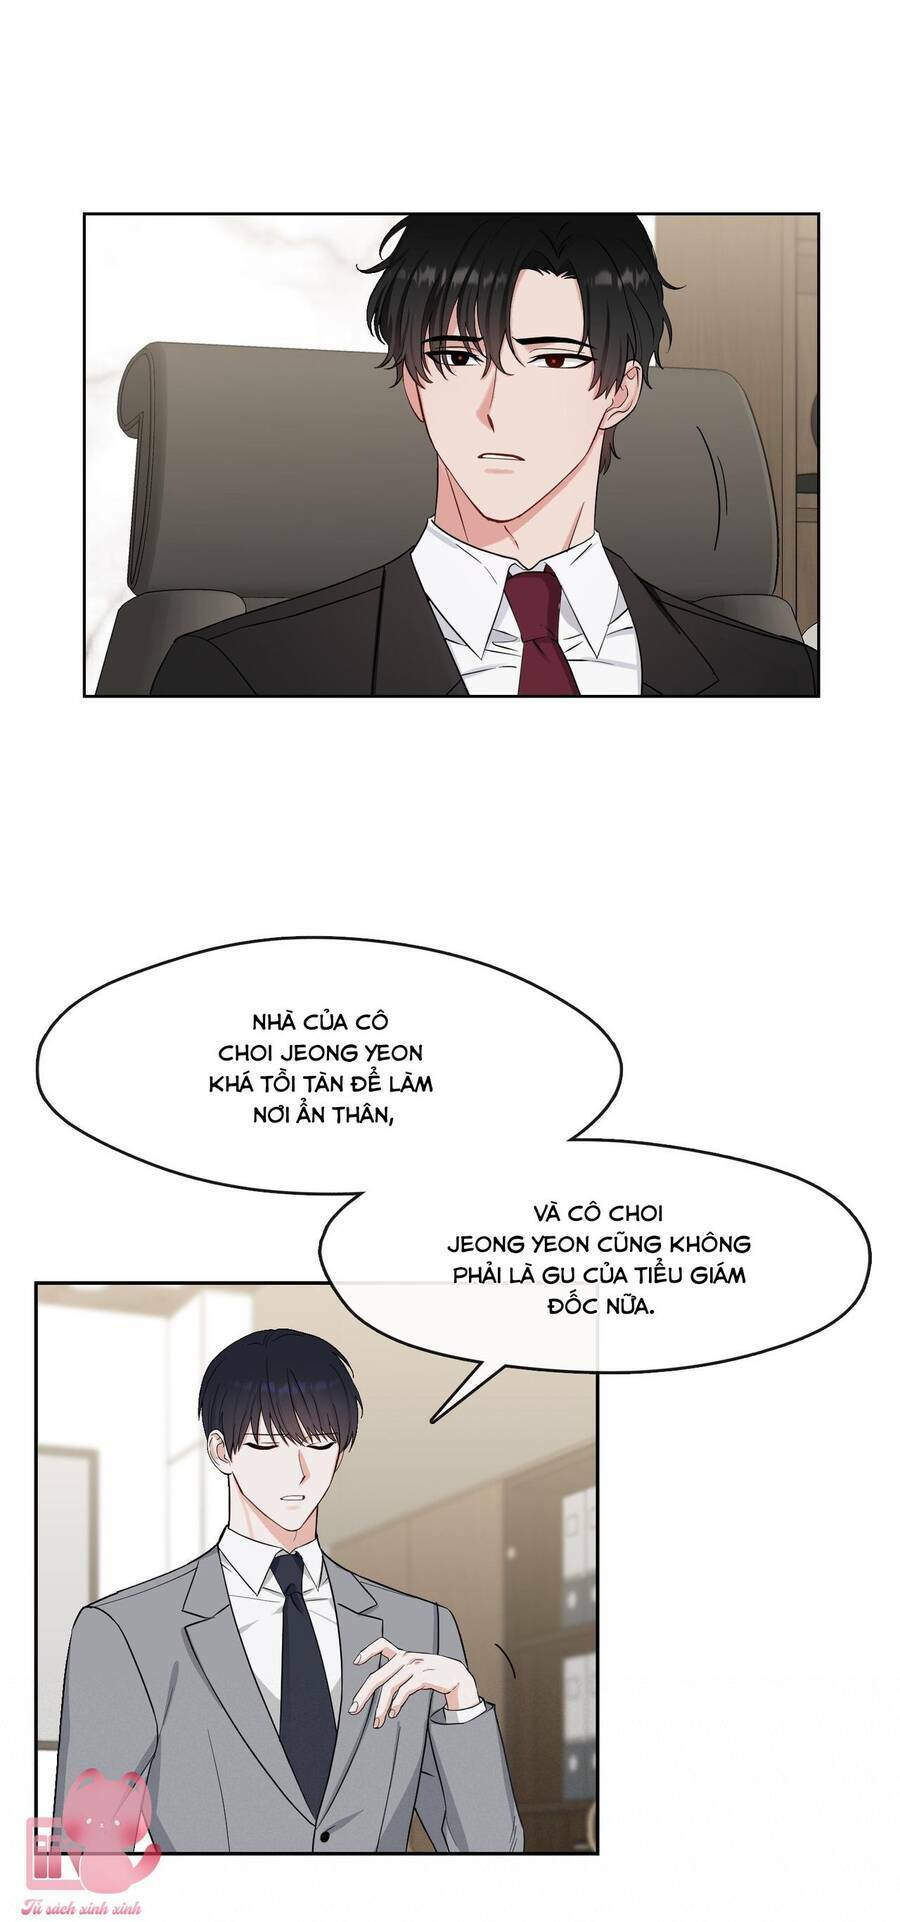 NHÀ CỦA CÔ
CHOI JEONG YEON
KHÁ TỒI TÀN ĐỂ LÀM
NƠI ẨN THÂN,
VÀ CÔ CHOI
JEONG YEON CŨNG KHÔNG
PHẢI LÀ GU CỦA TIỂU GIÁM
ĐỐC NỮA.
Tủ sách xinh xinh